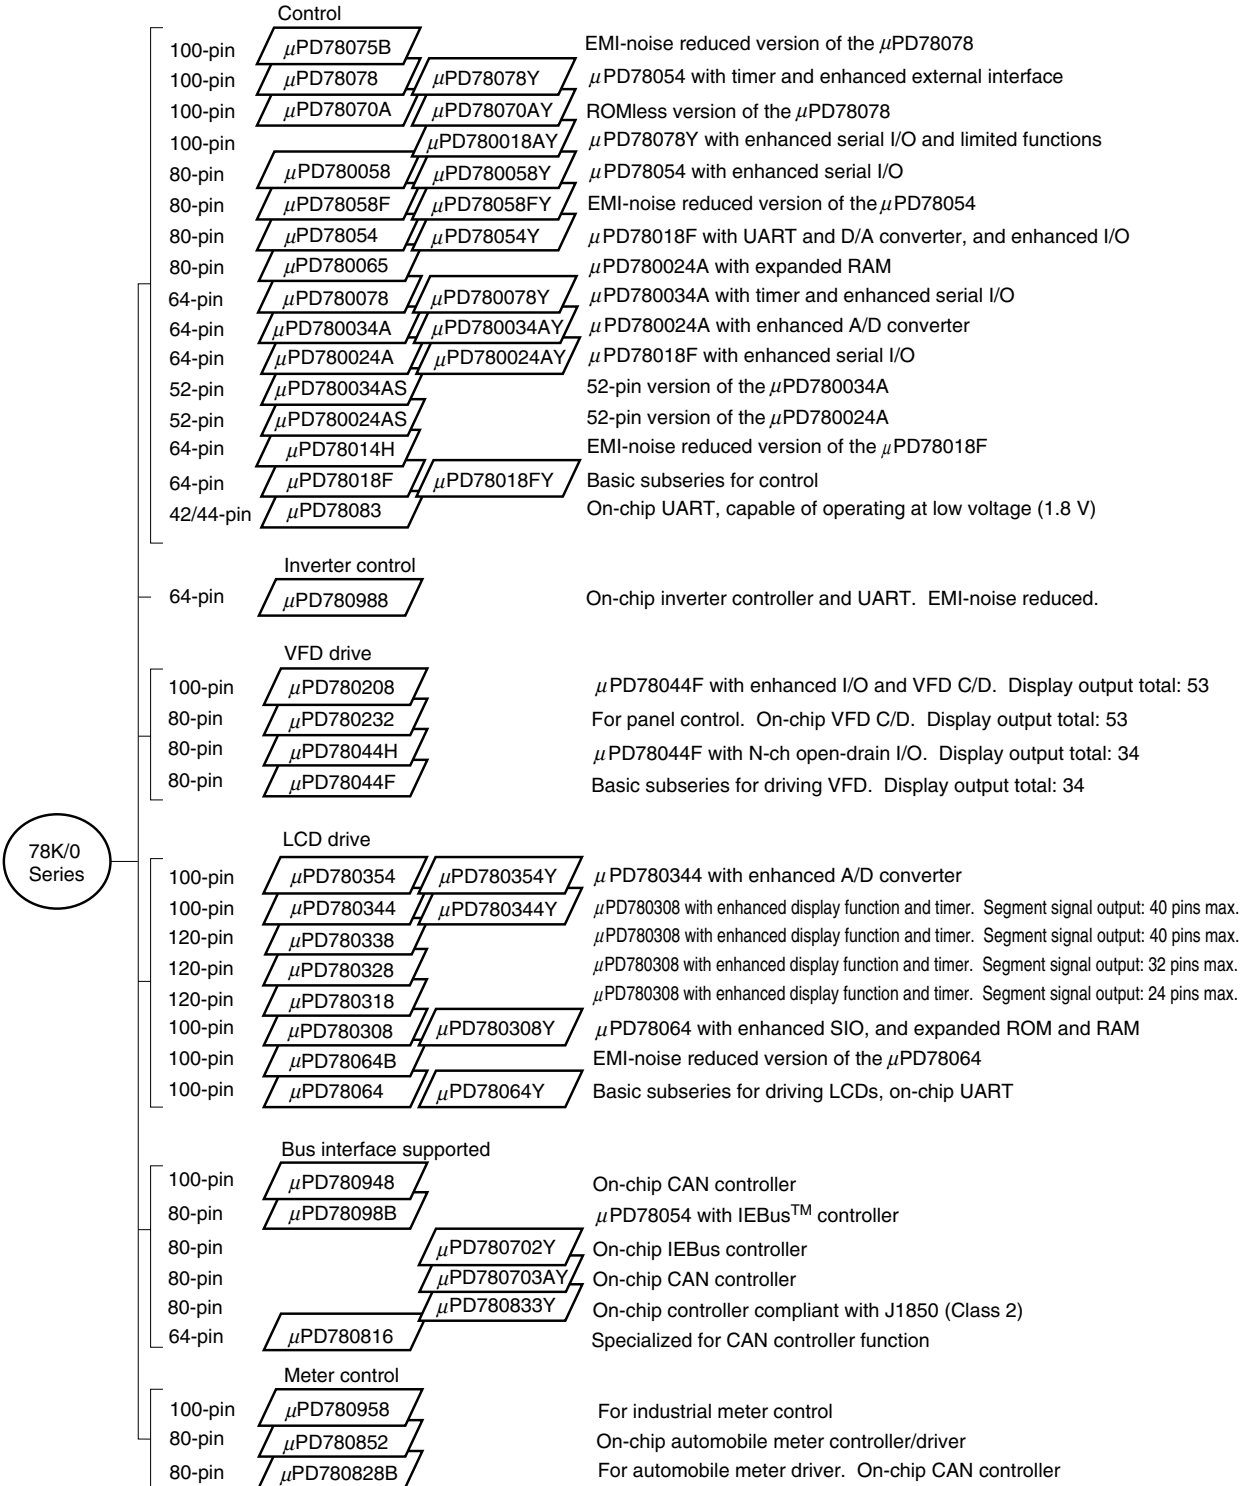 Control
100-pin μPD78075B EMI-noise reduced version of the μPD78078
100-pin μPD78078 μPD78078Y μPD78054 with timer and enhanced external interface
100-pin μPD78070A μPD78070AY ROMless version of the μPD78078
100-pin μPD780018AY μPD78078Y with enhanced serial I/O and limited functions
80-pin μPD780058 μPD780058Y μPD78054 with enhanced serial I/O
80-pin μPD78058F μPD78058FY EMI-noise reduced version of the μPD78054
80-pin μPD78054 μPD78054Y μPD78018F with UART and D/A converter, and enhanced I/O
80-pin μPD780065 μPD780024A with expanded RAM
64-pin μPD780078 μPD780078Y μPD780034A with timer and enhanced serial I/O
64-pin μPD780034A μPD780034AY μPD780024A with enhanced A/D converter
64-pin μPD780024A μPD780024AY μPD78018F with enhanced serial I/O
52-pin μPD780034AS 52-pin version of the μPD780034A
52-pin μPD780024AS 52-pin version of the μPD780024A
64-pin μPD78014H EMI-noise reduced version of the μPD78018F
64-pin μPD78018F μPD78018FY Basic subseries for control
42/44-pin μPD78083 On-chip UART, capable of operating at low voltage (1.8 V)
Inverter control
64-pin μPD780988 On-chip inverter controller and UART. EMI-noise reduced.
VFD drive
100-pin μPD780208 μPD78044F with enhanced I/O and VFD C/D. Display output total: 53
80-pin μPD780232 For panel control. On-chip VFD C/D. Display output total: 53
80-pin μPD78044H μPD78044F with N-ch open-drain I/O. Display output total: 34
80-pin μPD78044F Basic subseries for driving VFD. Display output total: 34
78K/0
Series
LCD drive
100-pin μPD780354 μPD780354Y μPD780344 with enhanced A/D converter
100-pin μPD780344 μPD780344Y μPD780308 with enhanced display function and timer. Segment signal output: 40 pins max.
120-pin μPD780338 μPD780308 with enhanced display function and timer. Segment signal output: 40 pins max.
120-pin μPD780328 μPD780308 with enhanced display function and timer. Segment signal output: 32 pins max.
120-pin μPD780318 μPD780308 with enhanced display function and timer. Segment signal output: 24 pins max.
100-pin μPD780308 μPD780308Y μPD78064 with enhanced SIO, and expanded ROM and RAM
100-pin μPD78064B EMI-noise reduced version of the μPD78064
100-pin μPD78064 μPD78064Y Basic subseries for driving LCDs, on-chip UART
Bus interface supported
100-pin μPD780948 On-chip CAN controller
80-pin μPD78098B μPD78054 with IEBus™ controller
80-pin μPD780702Y On-chip IEBus controller
80-pin μPD780703AY On-chip CAN controller
80-pin μPD780833Y On-chip controller compliant with J1850 (Class 2)
64-pin μPD780816 Specialized for CAN controller function
Meter control
100-pin μPD780958 For industrial meter control
80-pin μPD780852 On-chip automobile meter controller/driver
80-pin μPD780828B For automobile meter driver. On-chip CAN controller